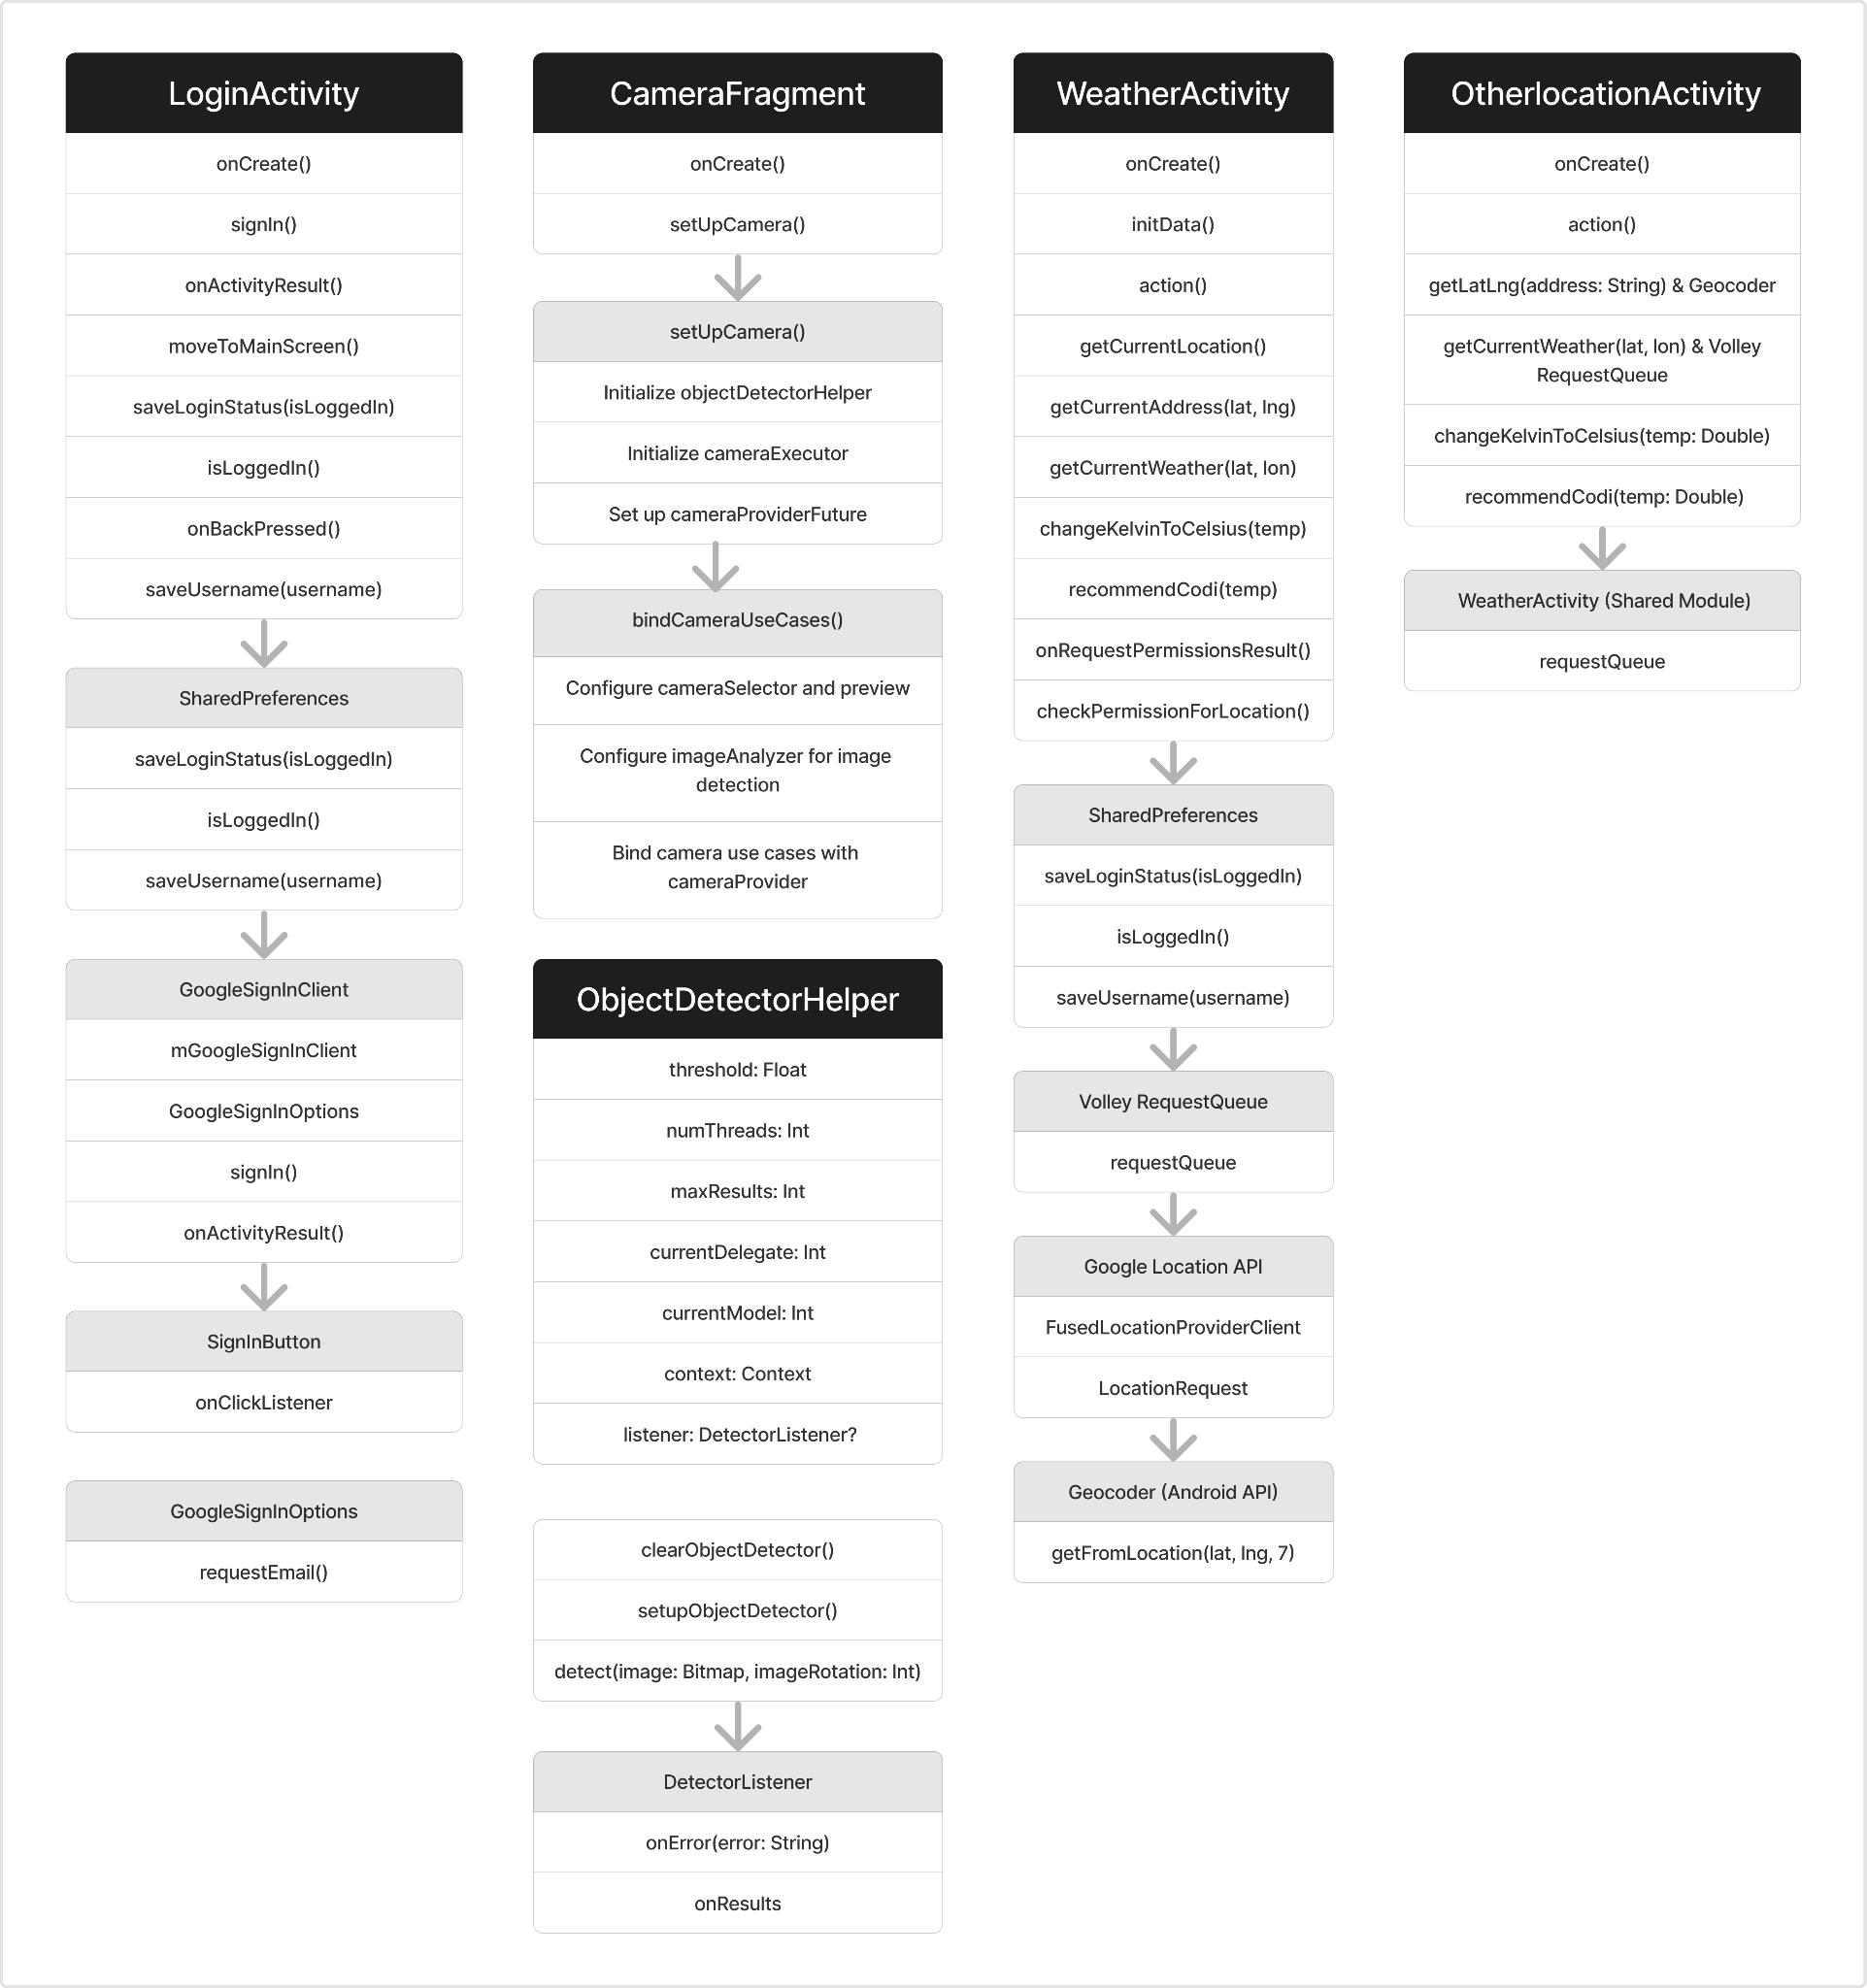 LoginActivity
onCreate()
signIn()
onActivityResult()
moveToMainScreen()
saveLoginStatus(isLoggedIn)
isLoggedIn()
onBackPressed()
saveUsername(username)
SharedPreferences
saveLoginStatus(isLoggedIn)
isLoggedIn()
saveUsername(username)
GoogleSignInClient
mGoogleSignInClient
GoogleSignInOptions
signIn()
onActivityResult()
SignInButton
onClickListener
GoogleSignInOptions
requestEmail()
CameraFragment
onCreate()
setUpCamera()
setUpCamera()
Initialize objectDetectorHelper
Initialize cameraExecutor
Set up cameraProviderFuture
bindCameraUseCases()
Configure cameraSelector and preview
Configure imageAnalyzer for image
detection
Bind camera use cases with
cameraProvider
ObjectDetectorHelper
threshold: Float
numThreads: Int
maxResults: Int
currentDelegate: Int
currentModel: Int
context: Context
listener: DetectorListener?
clearObjectDetector()
setupObjectDetector()
detect(image: Bitmap, imageRotation: Int)
DetectorListener
onError(error: String)
onResults
WeatherActivity
onCreate()
initData()
action()
getCurrentLocation()
getCurrentAddress(lat, lng)
getCurrentWeather(lat, lon)
changeKelvinToCelsius(temp)
recommendCodi(temp)
onRequestPermissionsResult()
checkPermissionForLocation()
SharedPreferences
saveLoginStatus(isLoggedIn)
isLoggedIn()
saveUsername(username)
Volley RequestQueue
requestQueue
Google Location API
FusedLocationProviderClient
LocationRequest
Geocoder (Android API)
getFromLocation(lat, lng, 7)
OtherlocationActivity
onCreate()
action()
getLatLng(address: String) & Geocoder
getCurrentWeather(lat, lon) & Volley
RequestQueue
changeKelvinToCelsius(temp: Double)
recommendCodi(temp: Double)
WeatherActivity (Shared Module)
requestQueue